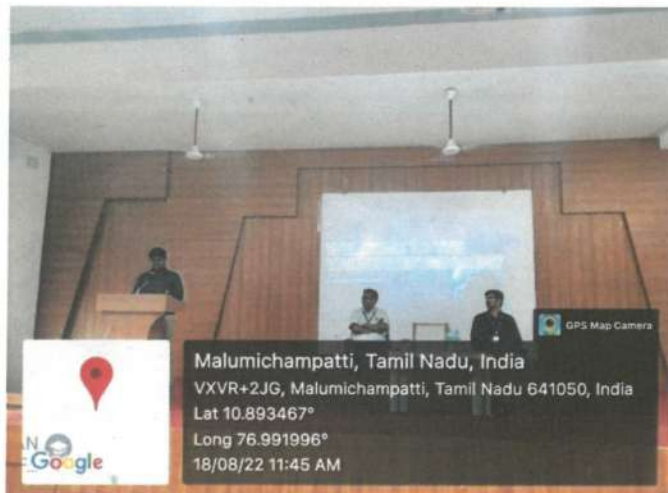 GPS Map Camera
Malumichampatti, Tamil Nadu, India
VXVR+2JG, Malumichampatti, Tamil Nadu 641050, India
Lat 10.893467°
Long 76.991996°
18/08/22 11:45 AM
AN
Google